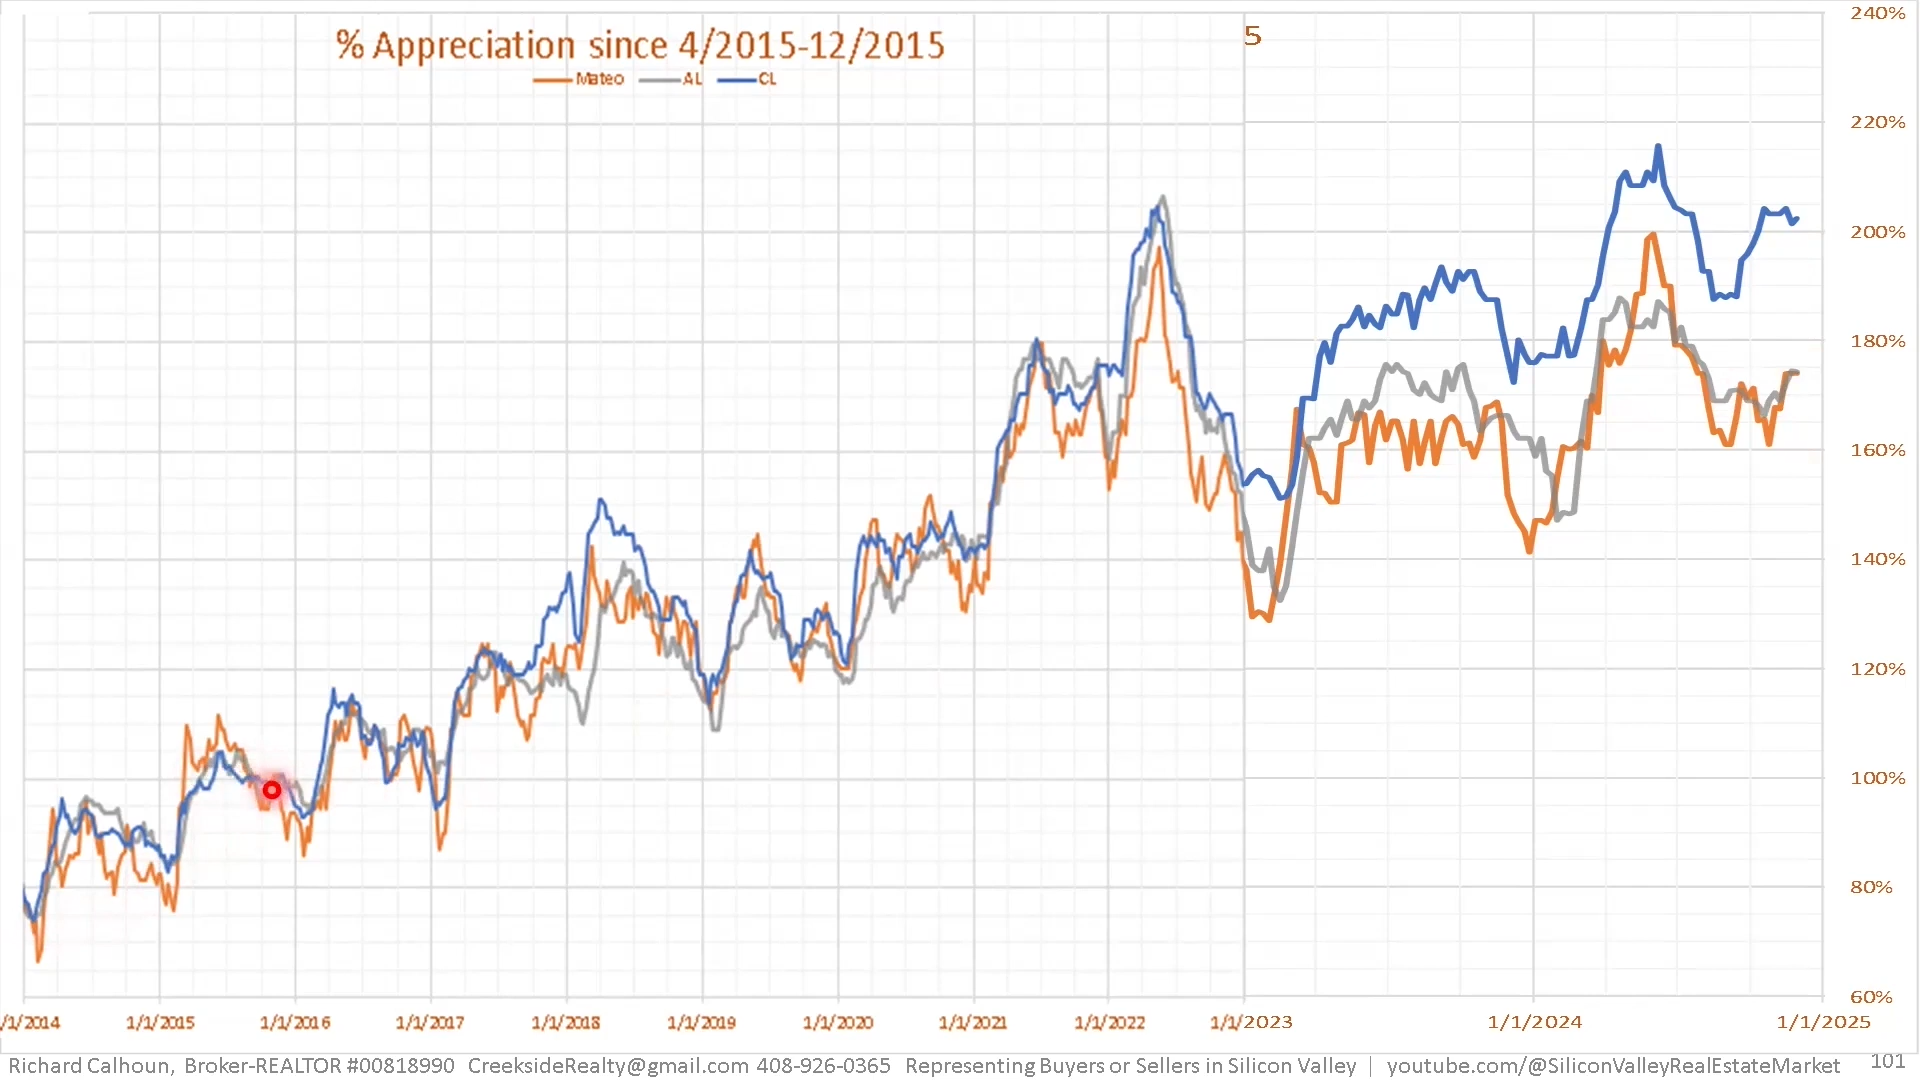 % Appreciation since 4/2015-12/2015
5
Mateo AL CL
240%
220%
200%
180%
160%
140%
120%
100%
80%
60%
/1/2014 1/1/2015 1/1/2016 1/1/2017 1/1/2018 1/1/2019 1/1/2020 1/1/2021 1/1/2022 1/1/2023 1/1/2024 1/1/2025
Richard Calhoun, Broker-REALTOR #00818990 CreeksideRealty@gmail.com 408-926-0365 Representing Buyers or Sellers in Silicon Valley | youtube.com/@SiliconValleyRealEstateMarket 101